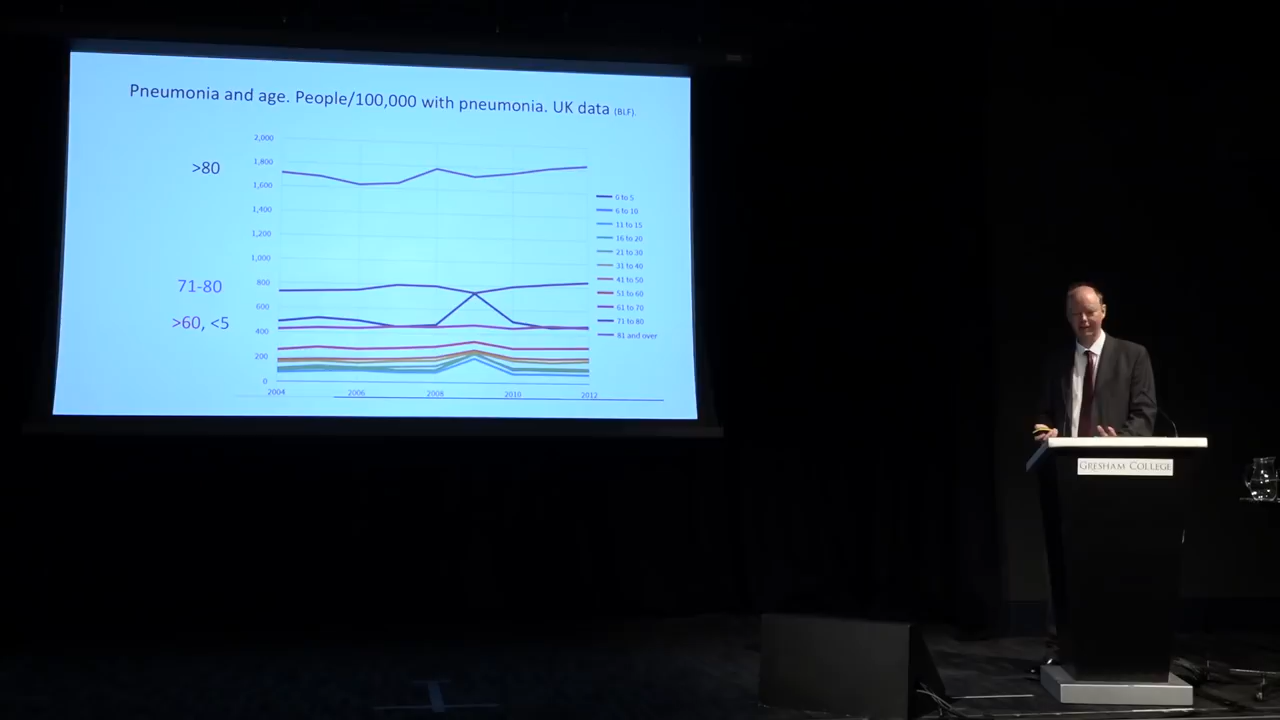 Pneumonia and age. People/100,000 with pneumonia. UK data (BLF).
2,000
>80
1,800
1,600
1,400
1,200
1,000
71-80
800
600
>60, <5
400
200
0
2004
2006
2008
2010
2012
0 to 5
6 to 10
11 to 15
16 to 20
21 to 30
31 to 40
41 to 50
51 to 60
61 to 70
71 to 80
81 and over
GRESHAM COLLEGE